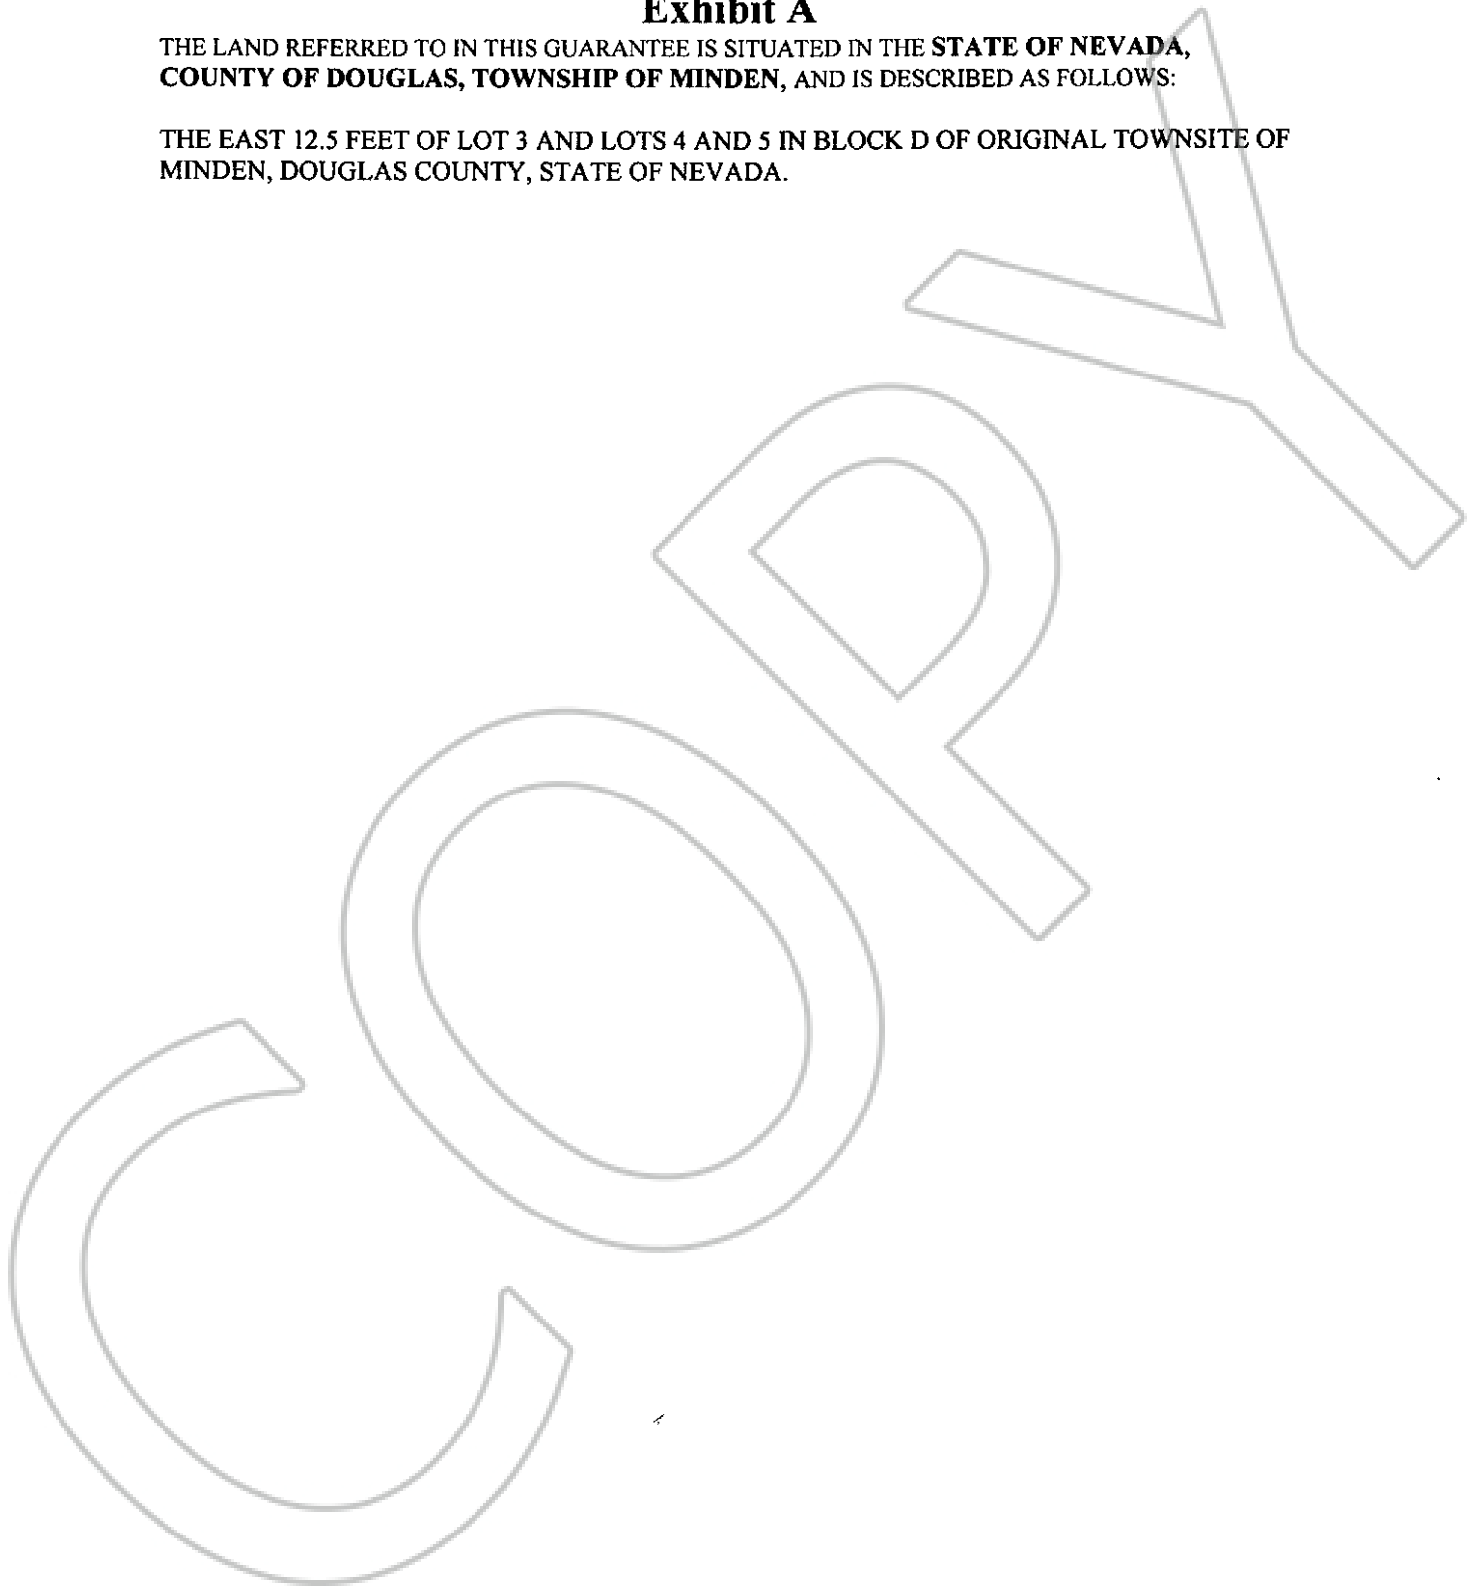 Exhibit A
THE LAND REFERRED TO IN THIS GUARANTEE IS SITUATED IN THE STATE OF NEVADA,
COUNTY OF DOUGLAS, TOWNSHIP OF MINDEN, AND IS DESCRIBED AS FOLLOWS:
THE EAST 12.5 FEET OF LOT 3 AND LOTS 4 AND 5 IN BLOCK D OF ORIGINAL TOWNSITE OF
MINDEN, DOUGLAS COUNTY, STATE OF NEVADA.
COPY